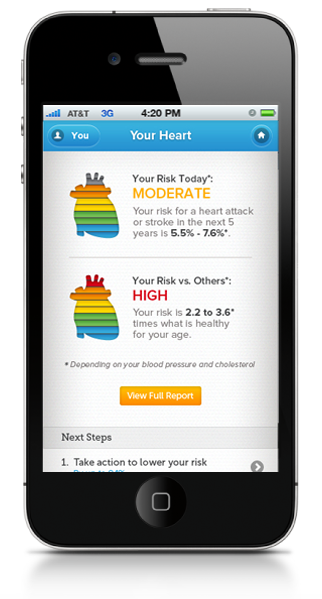 AT&T 3G 4:20 PM
You Your Heart
Your Risk Today*:
MODERATE
Your risk for a heart attack
or stroke in the next 5
years is 5.5% - 7.6%*.
Your Risk vs. Others*:
HIGH
Your risk is 2.2 to 3.6*
times what is healthy
for your age.
* Depending on your blood pressure and cholesterol
View Full Report
Next Steps
1. Take action to lower your risk